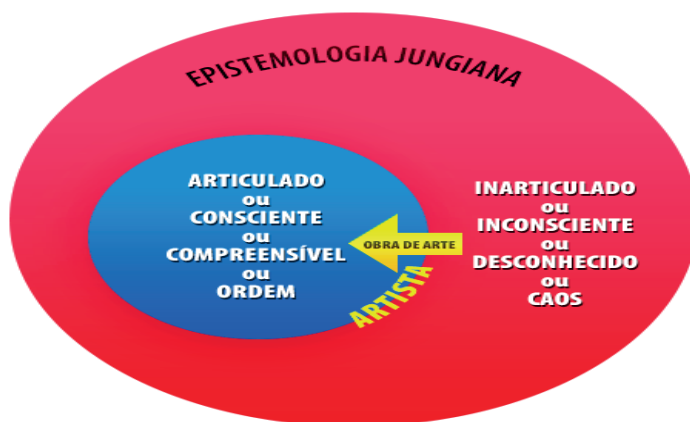 EPISTEMOLOGIA JUNGIANA
ARTICULADO
ou
CONSCIENTE
ou
COMPREENSÍVEL
ou
ORDEM
OBRA DE ARTE
ARTISTA
INARTICULADO
ou
INCONSCIENTE
ou
DESCONHECIDO
ou
CAOS